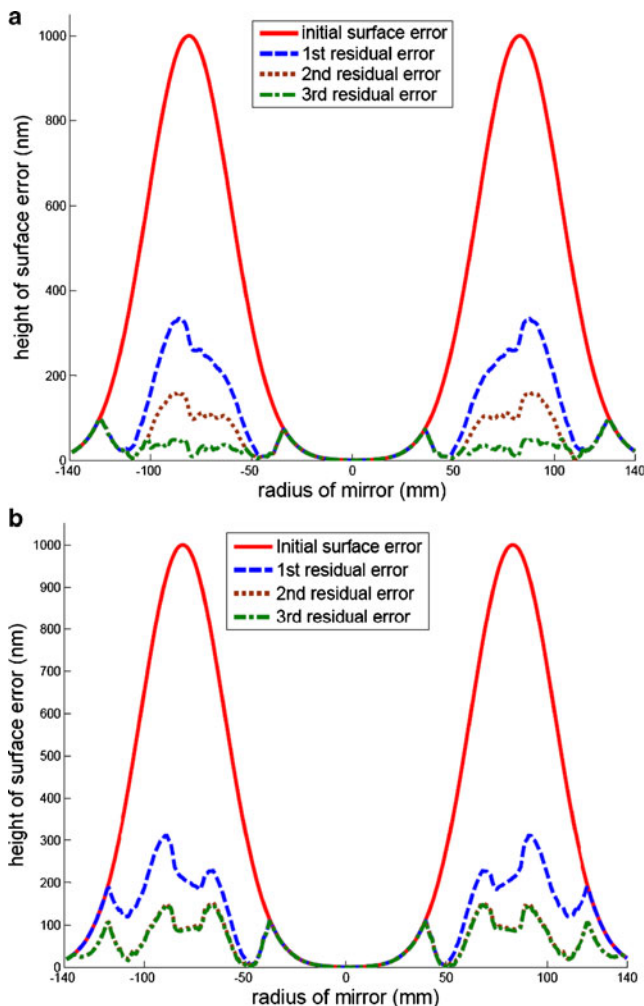 a
initial surface error
1st residual error
2nd residual error
3rd residual error
height of surface error (nm)
1000
800
600
400
200
0
-140 -100 -50 0 50 100 140
radius of mirror (mm)
b
Initial surface error
1st residual error
2nd residual error
3rd residual error
height of surface error (nm)
1000
900
800
700
600
500
400
300
200
100
0
-140 -100 -50 0 50 100 140
radius of mirror (mm)